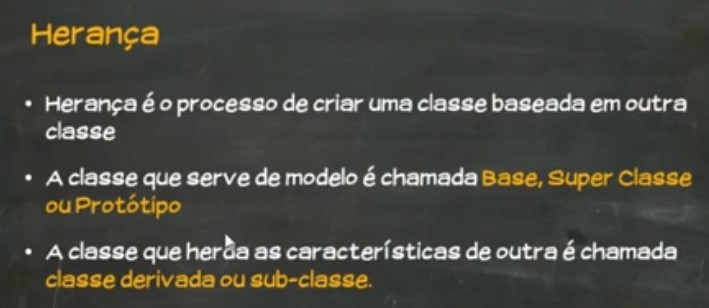 Herança
• Herança é o processo de criar uma classe baseada em outra
classe
• A classe que serve de modelo é chamada Base, Super Classe
ou Protótipo
• A classe que herda as características de outra é chamada
classe derivada ou sub-classe.